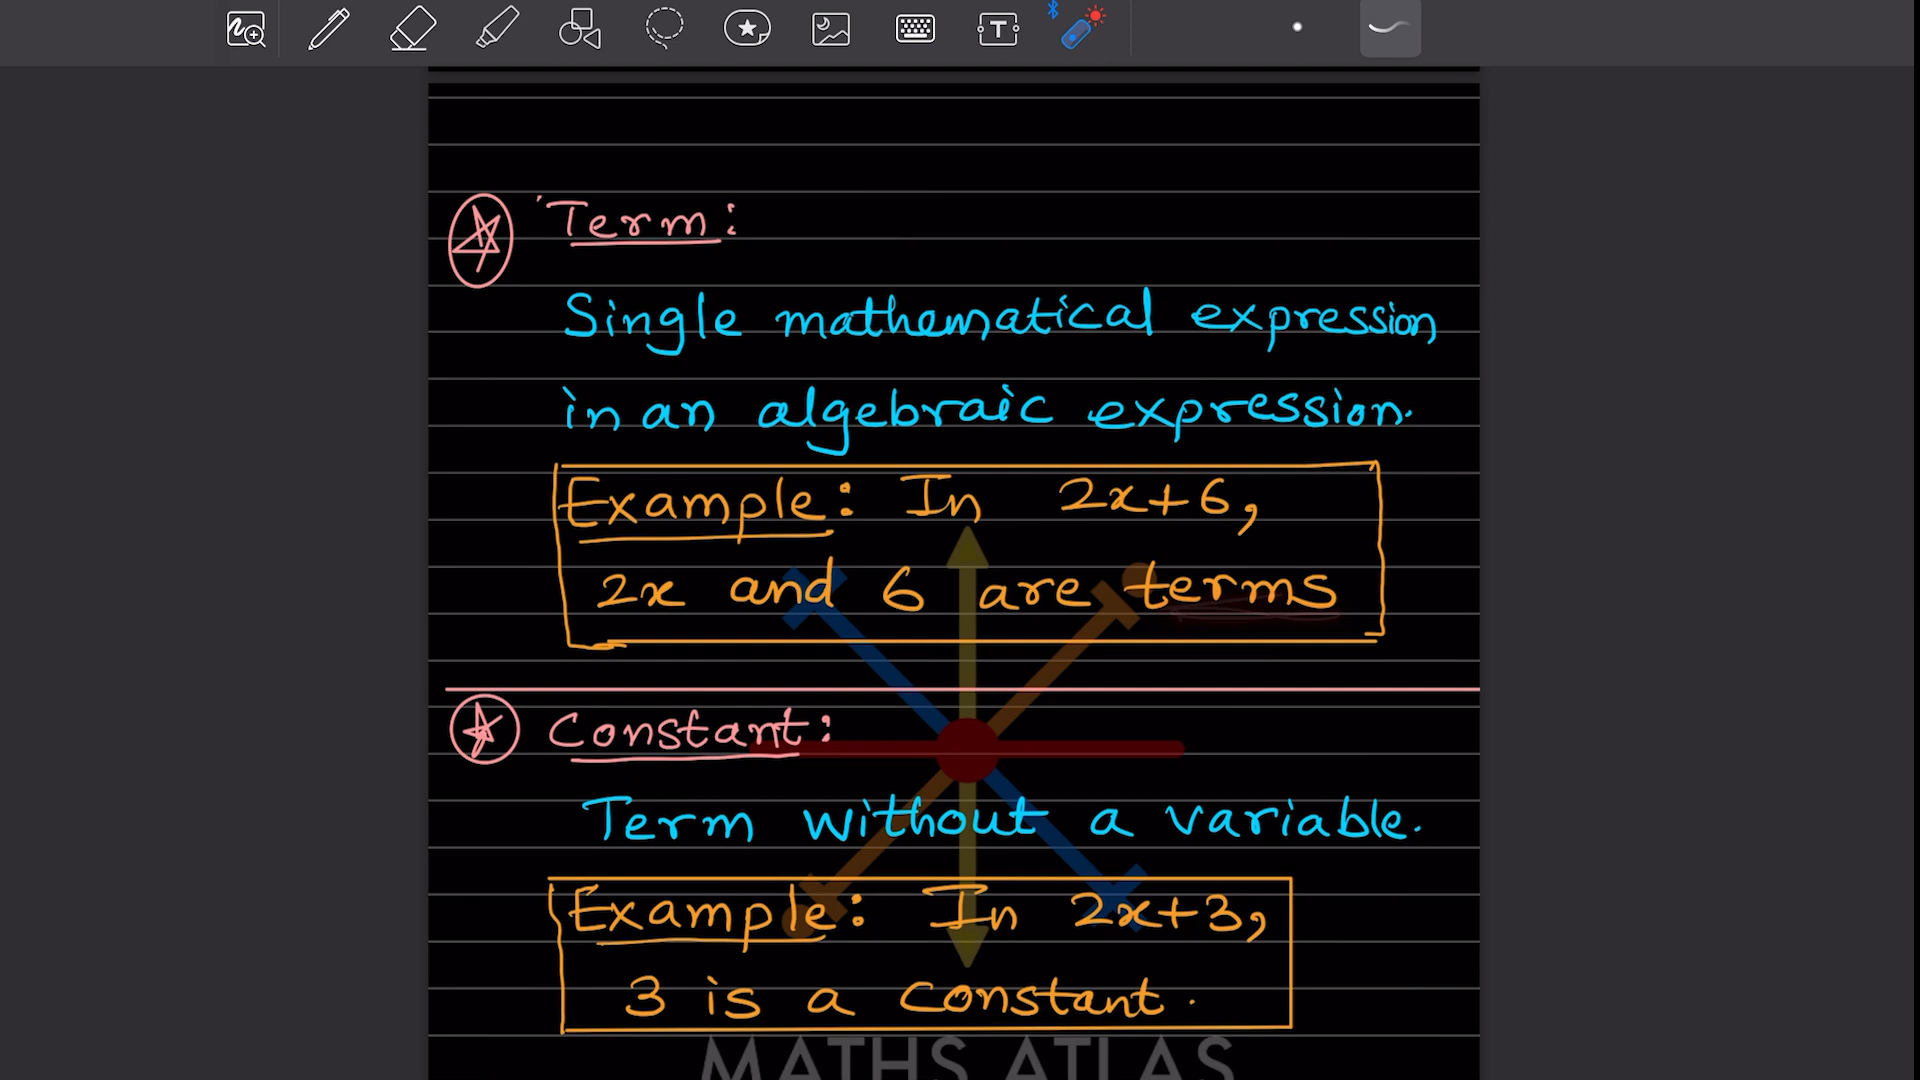 Term:
Single mathematical expression
in an algebraic expression.
Example: In 2x+6,
2x and 6 are terms
Constant:
Term without a variable.
Example: In 2x+3,
3 is a constant.
MATHS ATLAS